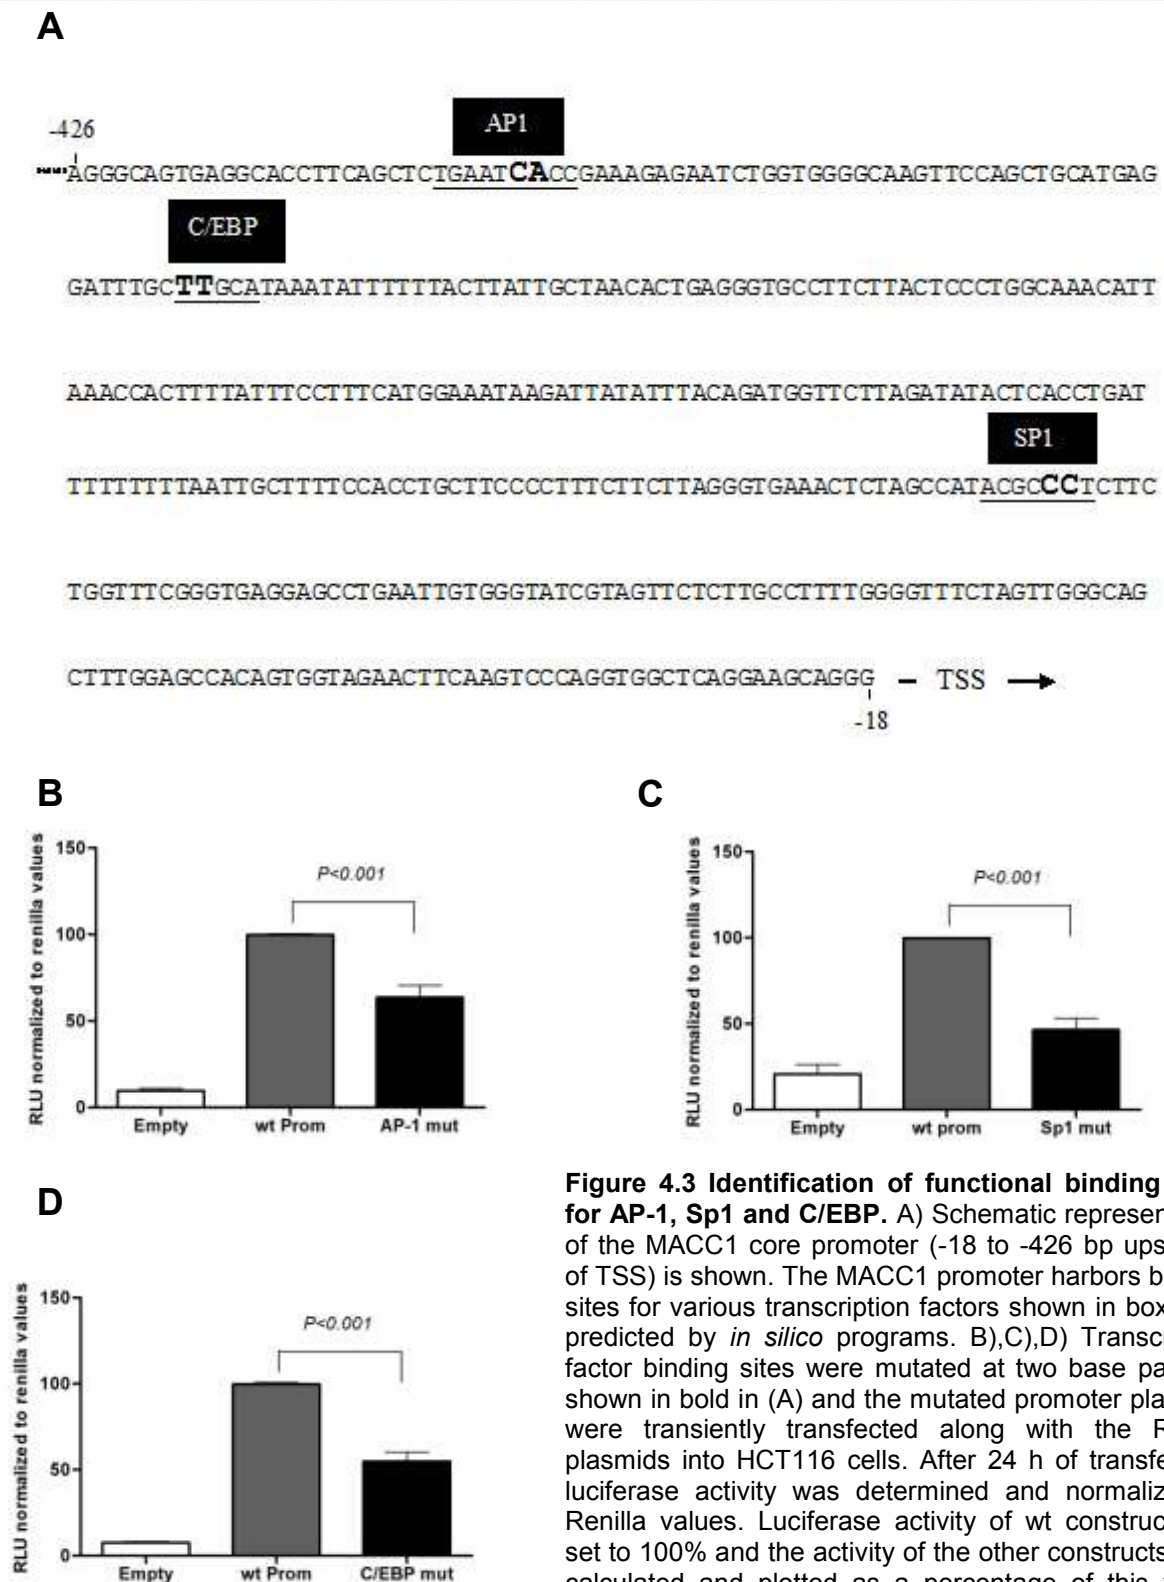 A
AP1
-426
AGGGCAGTGAGGCACCTTCAGCTCTGAATCACCGAAAGAGAATCTGGTGGGGCAAGTTCCAGCTGCATGAG
C/EBP
GATTTGCTTGCATAAATATTTTTTACTTATTGCTAACACTGAGGGTGCCTTCTTACTCCCTGGCAAACATT
AAACCACTTTTATTTCCTTTCATGGAAATAAGATTATATTTACAGATGGTTCTTAGATATACTCACCTGAT
SP1
TTTTTTTTAATTGCTTTTCCACCTGCTTCCCCTTTCTTCTTAGGGTGAAACTCTAGCCATACGCCCTCTTC
TGGTTTCGGGTGAGGAGCCTGAATTGTGGGTATCGTAGTTCTCTTGCCTTTTGGGGTTTCTAGTTGGGCAG
CTTTGGAGCCACAGTGGTAGAACTTCAAGTCCCAGGTGGCTCAGGAAGCAGGG – TSS
-18
B
RLU normalized to renilla values
150
100
50
0
P<0.001
Empty wt Prom AP-1 mut
C
RLU normalized to renilla values
150
100
50
0
P<0.001
Empty wt prom Sp1 mut
D
RLU normalized to renilla values
150
100
50
0
P<0.001
Empty wt Prom C/EBP mut
Figure 4.3 Identification of functional binding
for AP-1, Sp1 and C/EBP. A) Schematic represen
of the MACC1 core promoter (-18 to -426 bp ups
of TSS) is shown. The MACC1 promoter harbors b
sites for various transcription factors shown in box
predicted by in silico programs. B),C),D) Transc
factor binding sites were mutated at two base pa
shown in bold in (A) and the mutated promoter pla
were transiently transfected along with the R
plasmids into HCT116 cells. After 24 h of transfe
luciferase activity was determined and normaliz
Renilla values. Luciferase activity of wt construc
set to 100% and the activity of the other constructs
calculated and plotted as a percentage of this